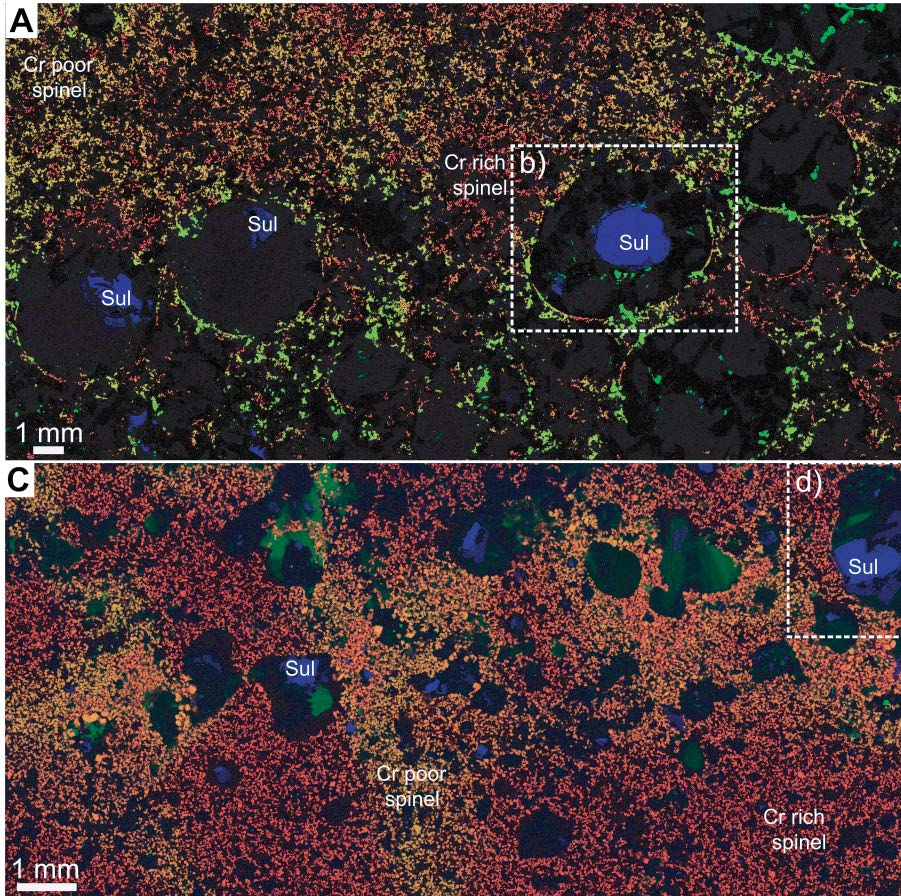 A
Cr poor
spinel
Cr rich
spinel
b)
Sul
Sul
Sul
1 mm
C
d)
Sul
Sul
Cr poor
spinel
Cr rich
spinel
1 mm